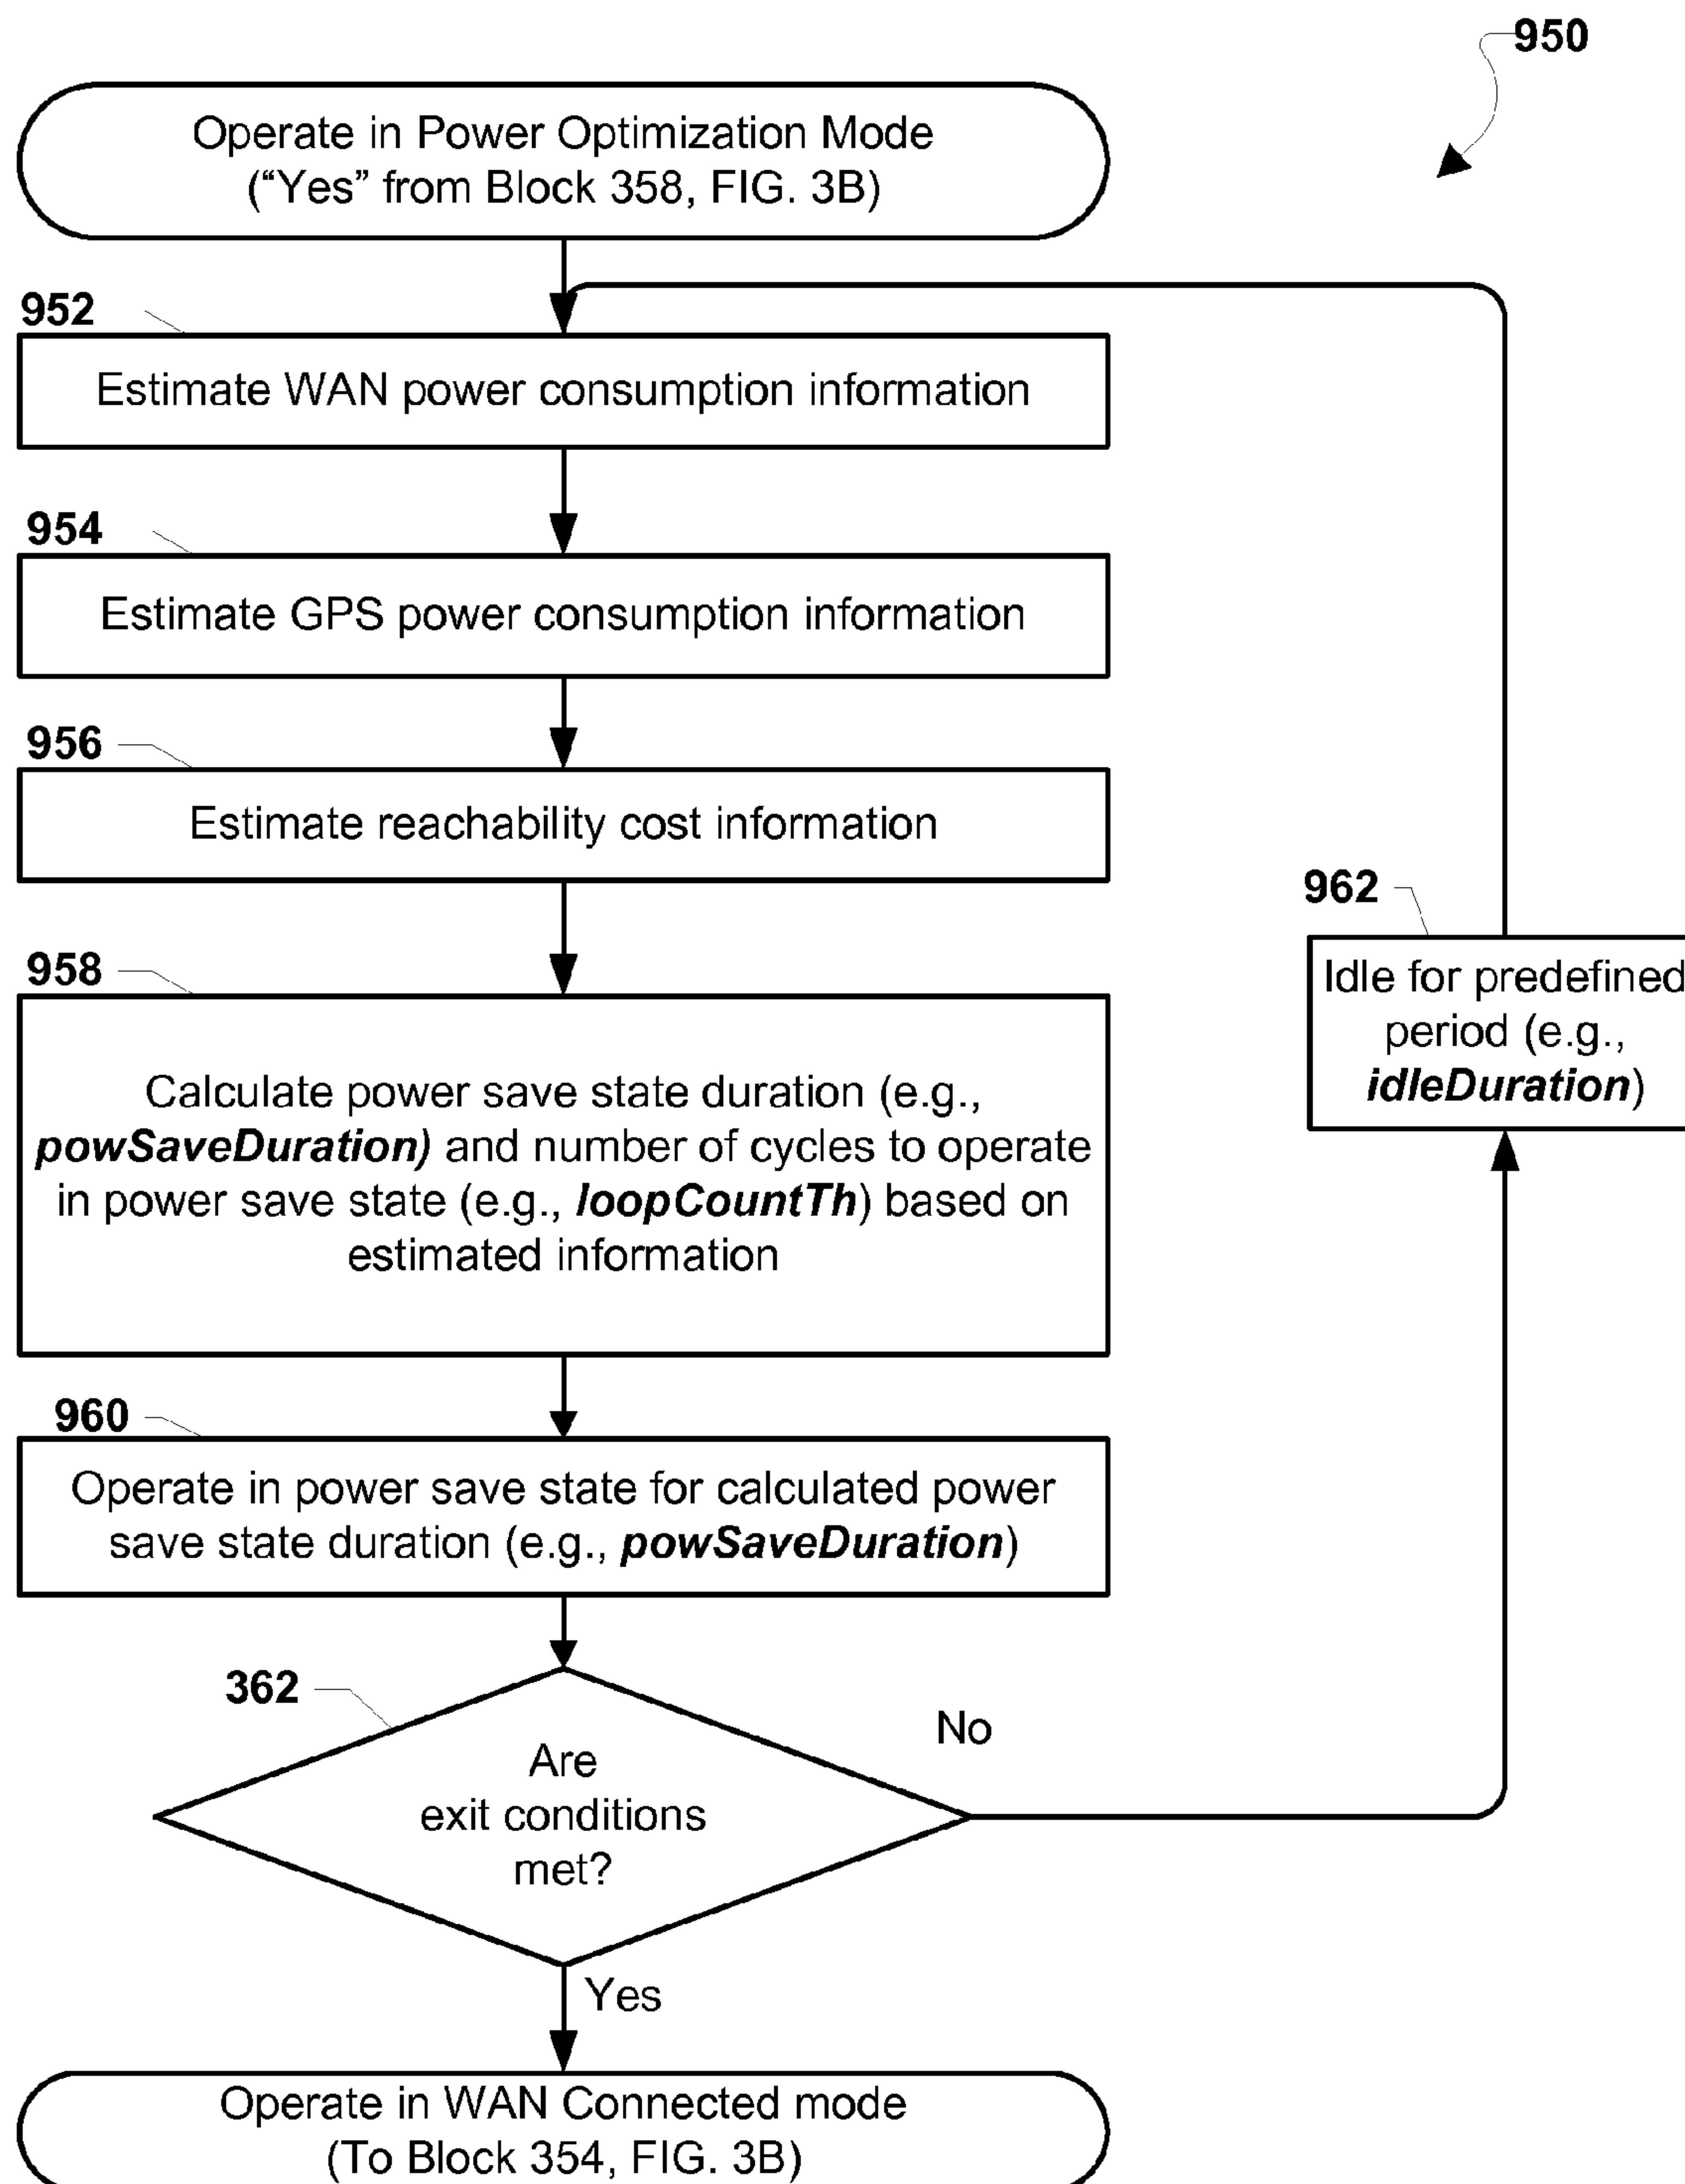 950
Operate in Power Optimization Mode
(“Yes” from Block 358, FIG. 3B)
952
Estimate WAN power consumption information
954
Estimate GPS power consumption information
956
Estimate reachability cost information
958
Calculate power save state duration (e.g.,
powSaveDuration) and number of cycles to operate
in power save state (e.g., loopCountTh) based on
estimated information
960
Operate in power save state for calculated power
save state duration (e.g., powSaveDuration)
362
Are
exit conditions
met?
No
962
Idle for predefined
period (e.g.,
idleDuration)
Yes
Operate in WAN Connected mode
(To Block 354, FIG. 3B)